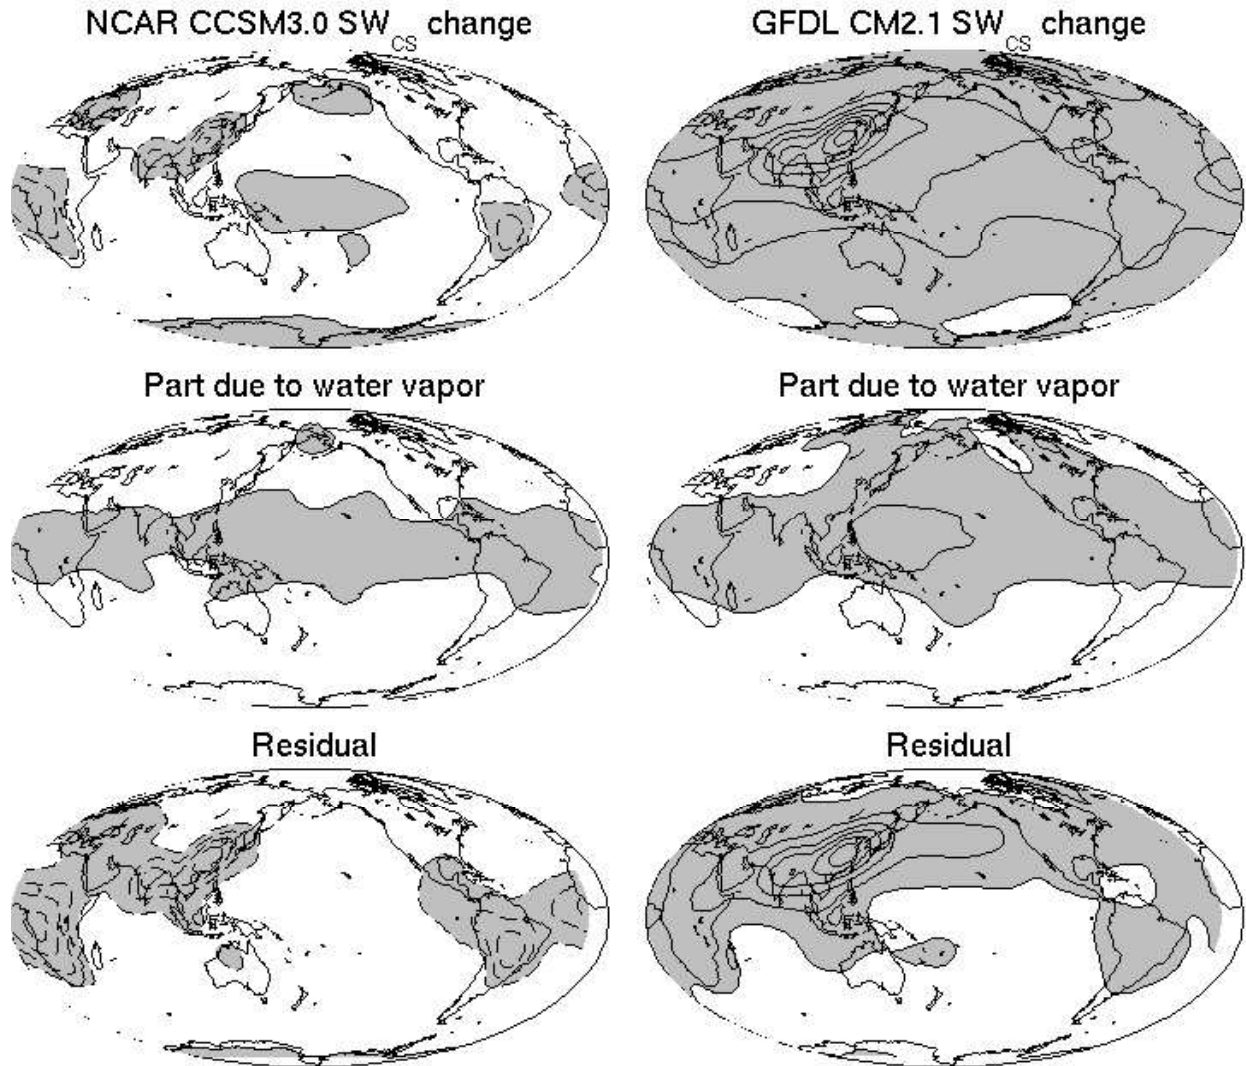 NCAR CCSM3.0 SW_CS change
GFDL CM2.1 SW_CS change
Part due to water vapor
Part due to water vapor
Residual
Residual